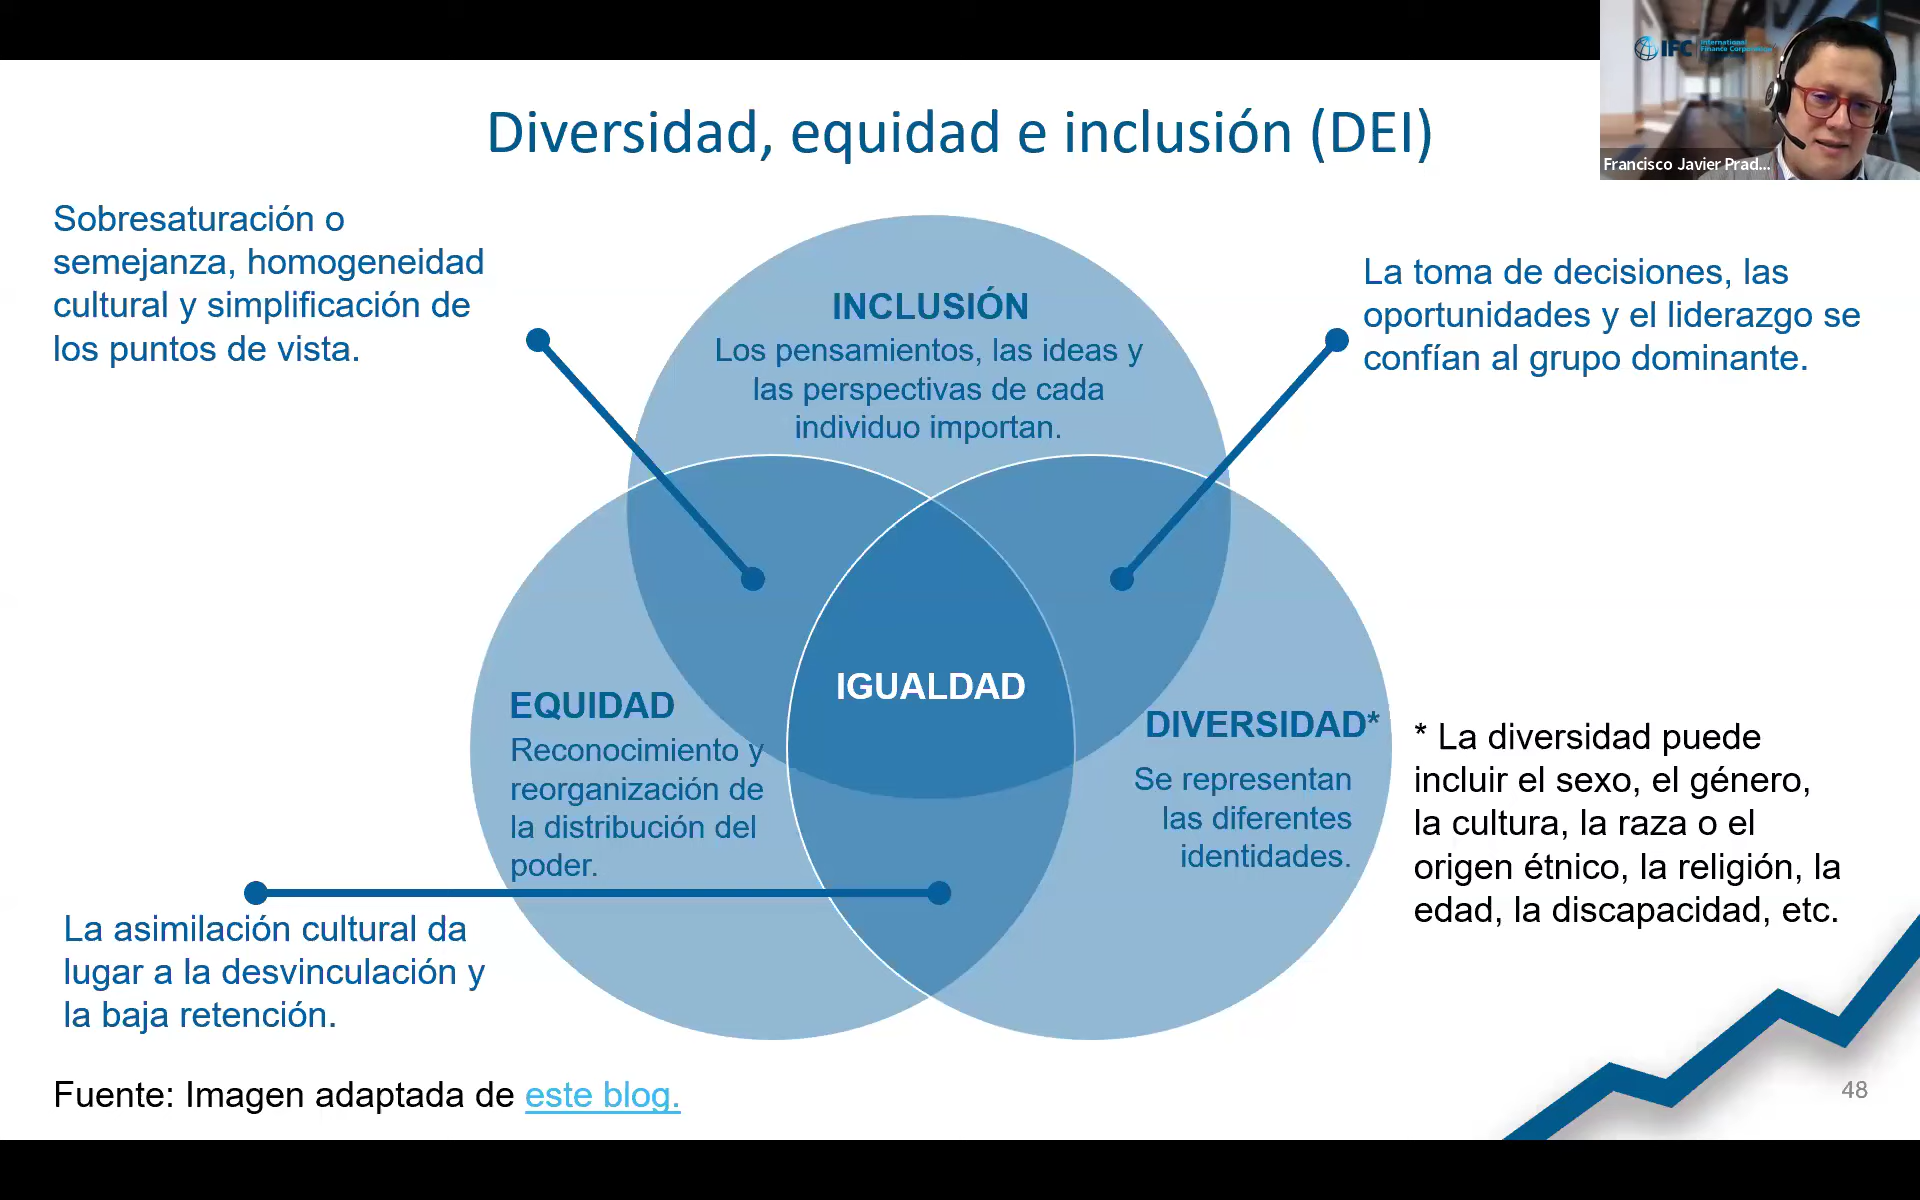 Diversidad, equidad e inclusión (DEI)
IFC
International
Finance Corporation
Francisco Javier Prad...
Sobresaturación o
semejanza, homogeneidad
cultural y simplificación de
los puntos de vista.
La toma de decisiones, las
oportunidades y el liderazgo se
confían al grupo dominante.
INCLUSIÓN
Los pensamientos, las ideas y
las perspectivas de cada
individuo importan.
IGUALDAD
EQUIDAD
Reconocimiento y
reorganización de
la distribución del
poder.
DIVERSIDAD*
Se representan
las diferentes
identidades.
* La diversidad puede
incluir el sexo, el género,
la cultura, la raza o el
origen étnico, la religión, la
edad, la discapacidad, etc.
La asimilación cultural da
lugar a la desvinculación y
la baja retención.
Fuente: Imagen adaptada de este blog.
48